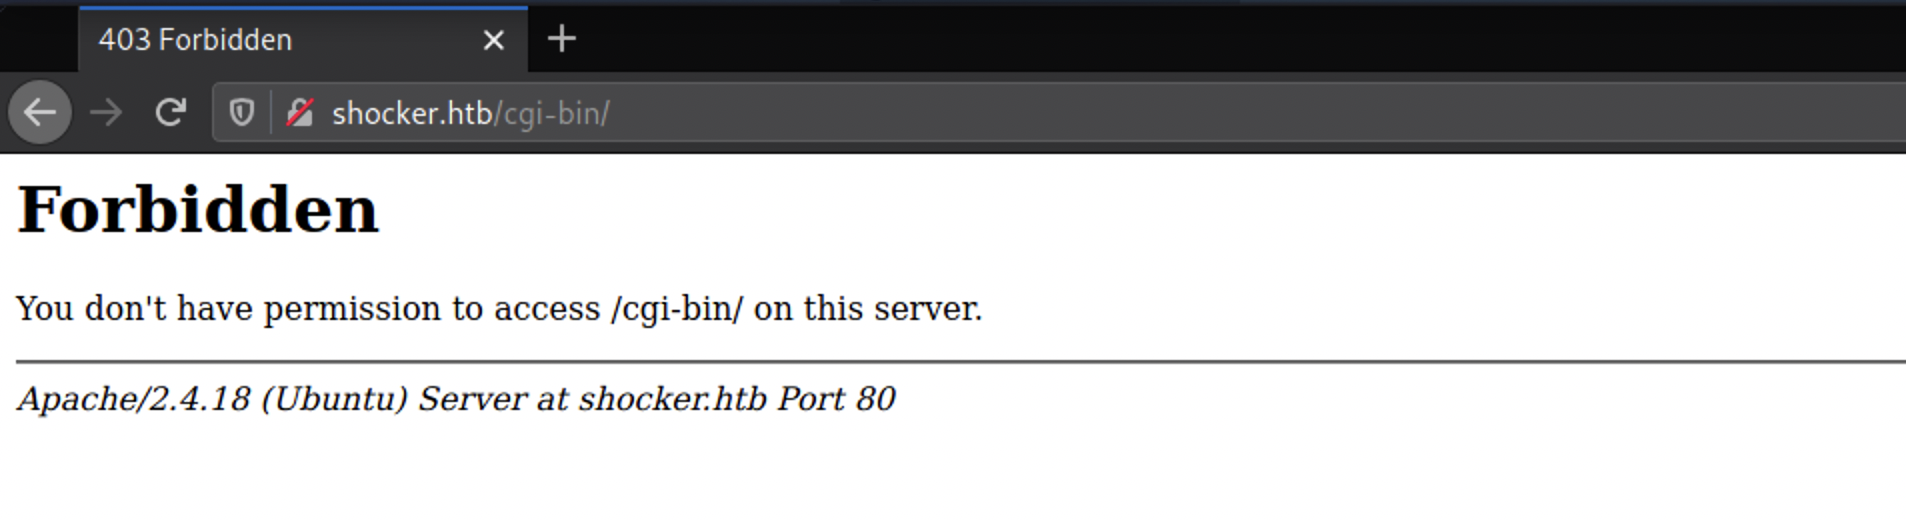 403 Forbidden
shocker.htb/cgi-bin/
Forbidden
You don't have permission to access /cgi-bin/ on this server.
Apache/2.4.18 (Ubuntu) Server at shocker.htb Port 80